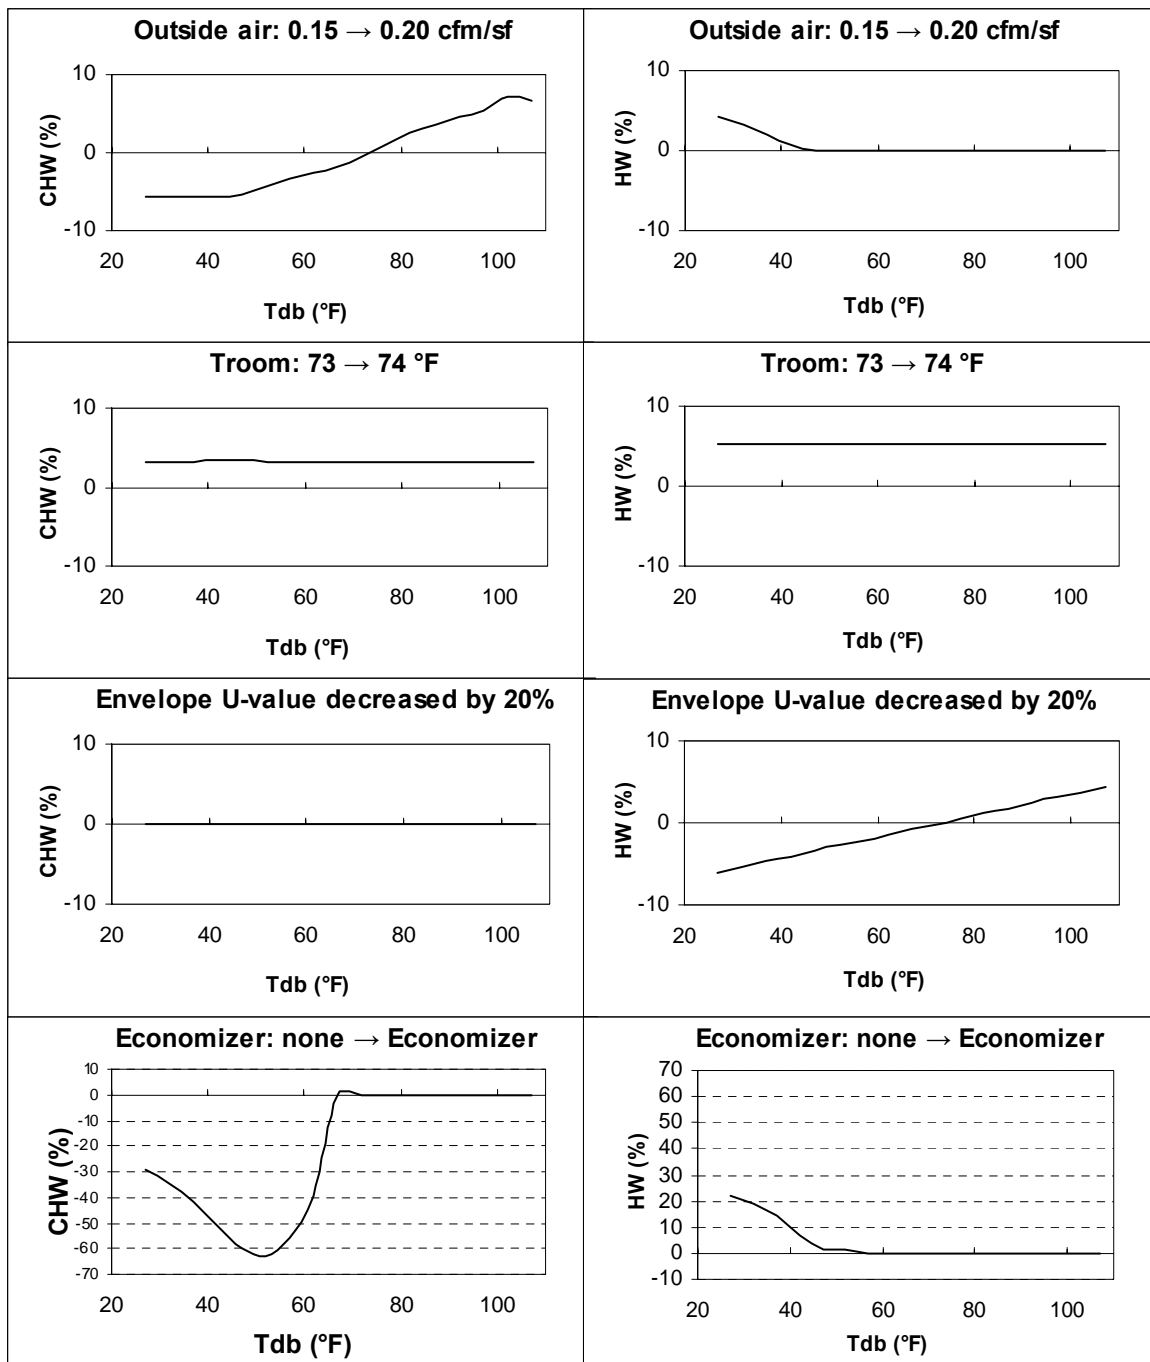 Outside air: 0.15 → 0.20 cfm/sf
10
0
-10
CHW (%)
20 40 60 80 100
Tdb (°F)
Outside air: 0.15 → 0.20 cfm/sf
10
0
-10
HW (%)
20 40 60 80 100
Tdb (°F)
Troom: 73 → 74 °F
10
0
-10
CHW (%)
20 40 60 80 100
Tdb (°F)
Troom: 73 → 74 °F
10
0
-10
HW (%)
20 40 60 80 100
Tdb (°F)
Envelope U-value decreased by 20%
10
0
-10
CHW (%)
20 40 60 80 100
Tdb (°F)
Envelope U-value decreased by 20%
10
0
-10
HW (%)
20 40 60 80 100
Tdb (°F)
Economizer: none → Economizer
10
0
-10
-20
-30
-40
-50
-60
-70
CHW (%)
20 40 60 80 100
Tdb (°F)
Economizer: none → Economizer
70
60
50
40
30
20
10
0
-10
HW (%)
20 40 60 80 100
Tdb (°F)